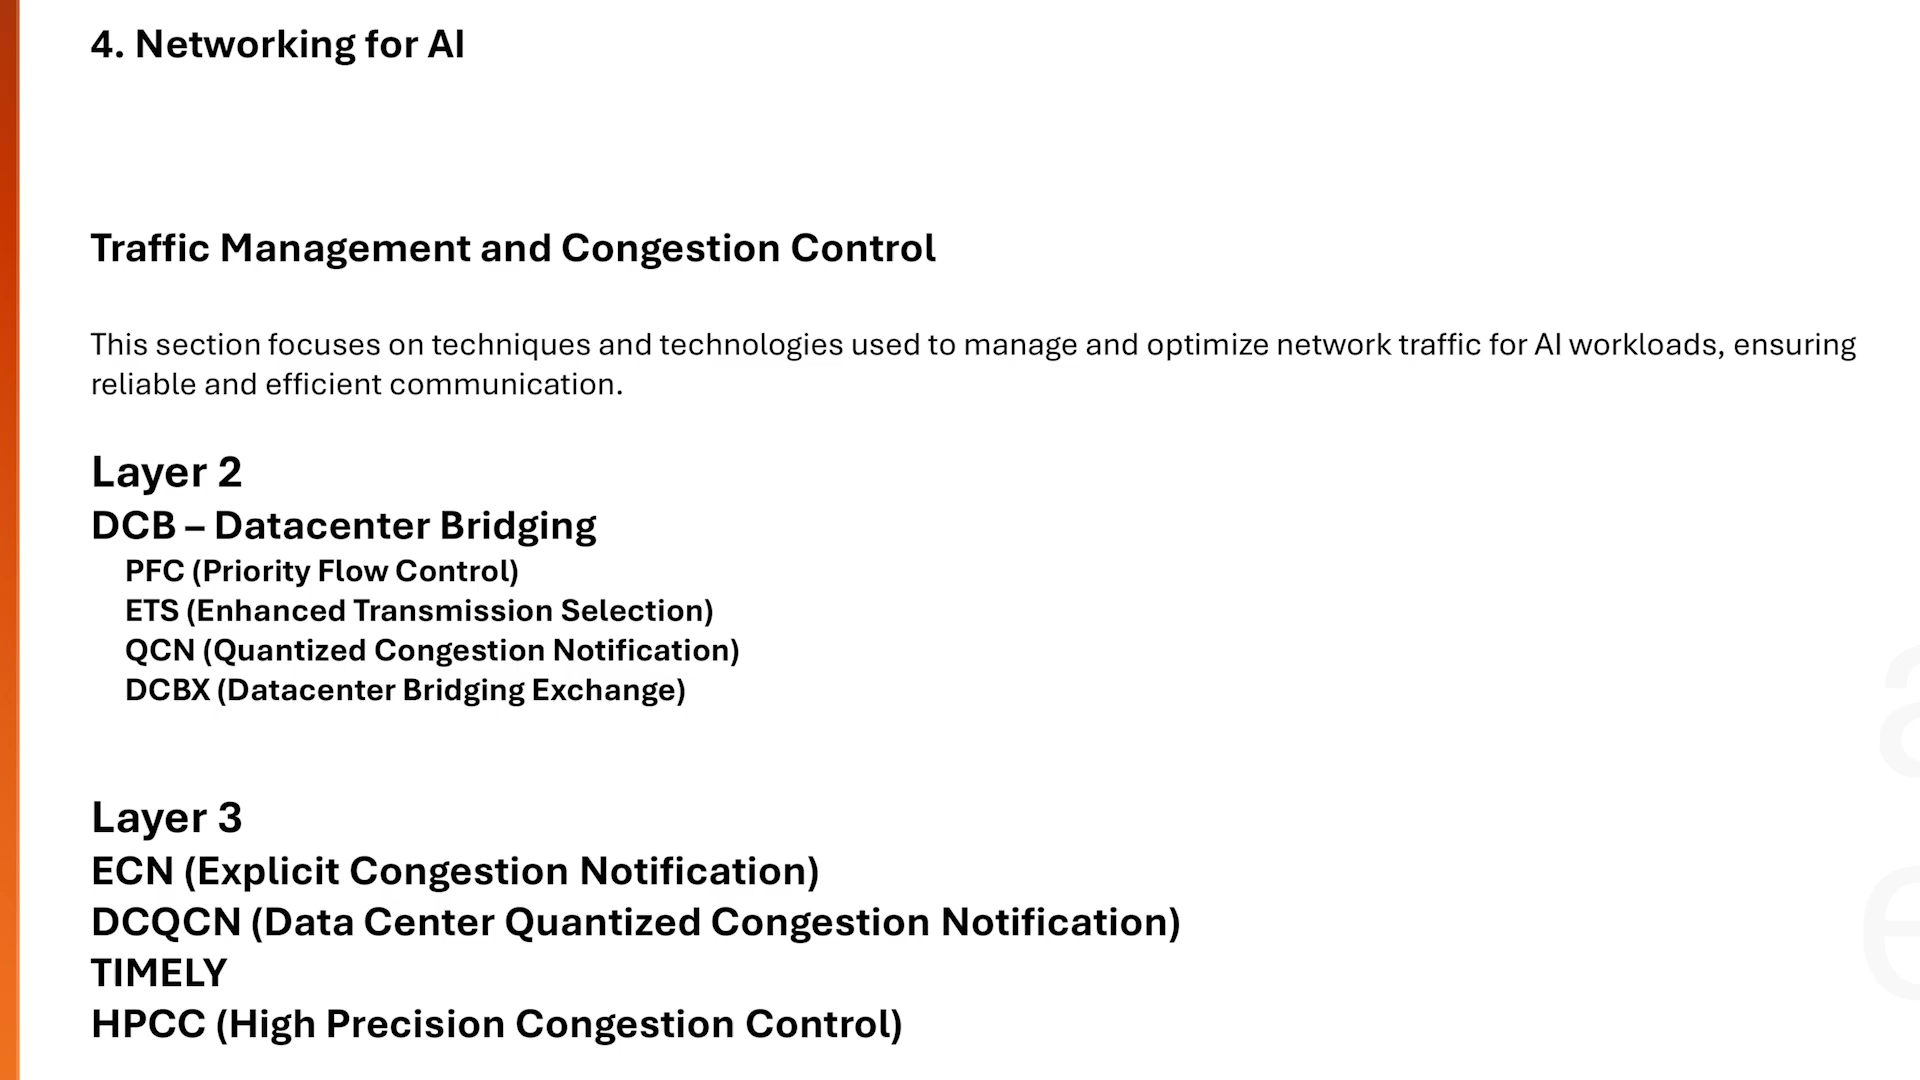 4. Networking for AI
Traffic Management and Congestion Control
This section focuses on techniques and technologies used to manage and optimize network traffic for AI workloads, ensuring
reliable and efficient communication.
Layer 2
DCB – Datacenter Bridging
PFC (Priority Flow Control)
ETS (Enhanced Transmission Selection)
QCN (Quantized Congestion Notification)
DCBX (Datacenter Bridging Exchange)
Layer 3
ECN (Explicit Congestion Notification)
DCQCN (Data Center Quantized Congestion Notification)
TIMELY
HPCC (High Precision Congestion Control)